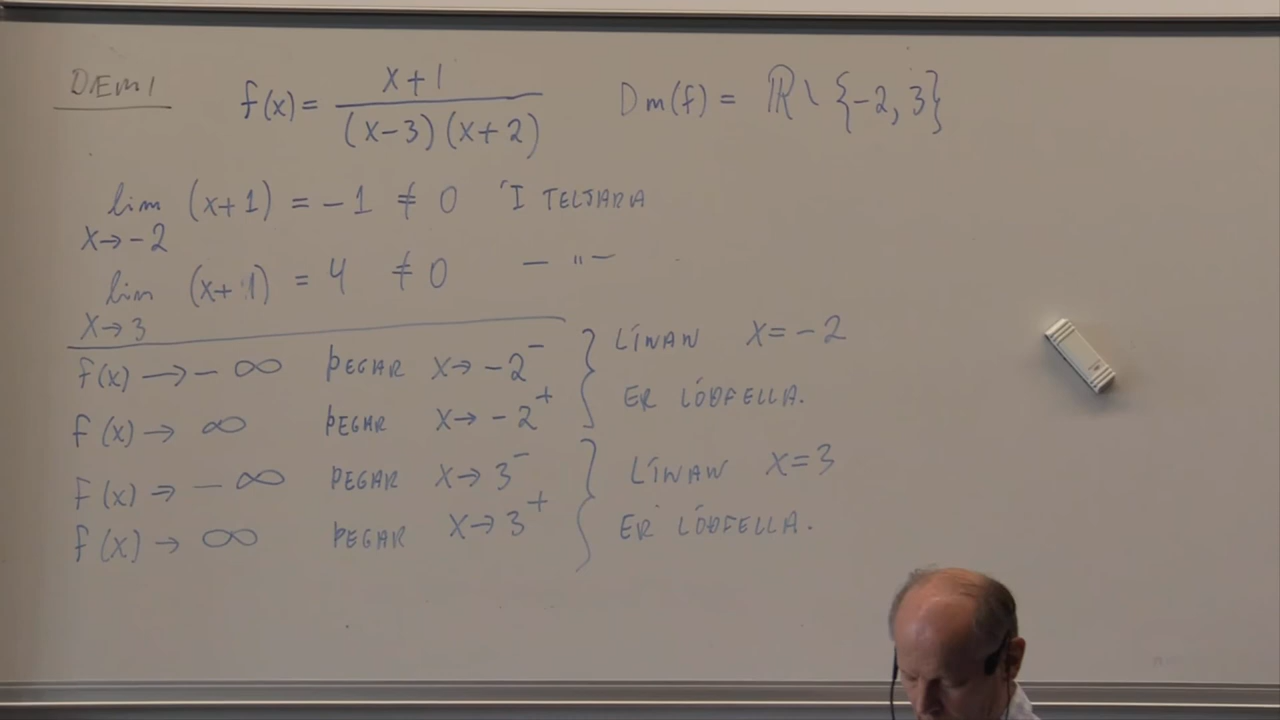 DÆMI f(x) = x+1 / (x-3)(x+2) Dm(f) = ℝ \ {-2, 3}
lim x→-2 (x+1) = -1 ≠ 0 Í TELJARA
lim x→3 (x+1) = 4 ≠ 0 — " —
f(x) → -∞ ÞEGAR x → -2⁻
f(x) → ∞ ÞEGAR x → -2⁺
} LÍNAN x = -2
ER LÓÐFELLA.
f(x) → -∞ ÞEGAR x → 3⁻
f(x) → ∞ ÞEGAR x → 3⁺
} LÍNAN x = 3
ER LÓÐFELLA.